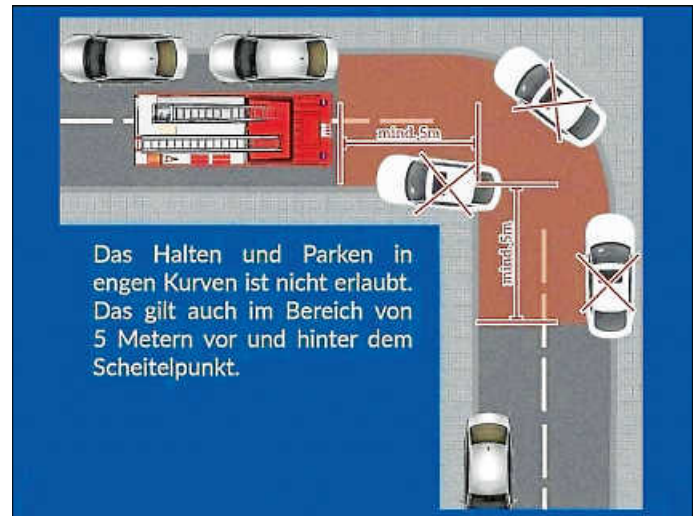 mind. 5m
mind. 5m
Das Halten und Parken in
engen Kurven ist nicht erlaubt.
Das gilt auch im Bereich von
5 Metern vor und hinter dem
Scheitelpunkt.